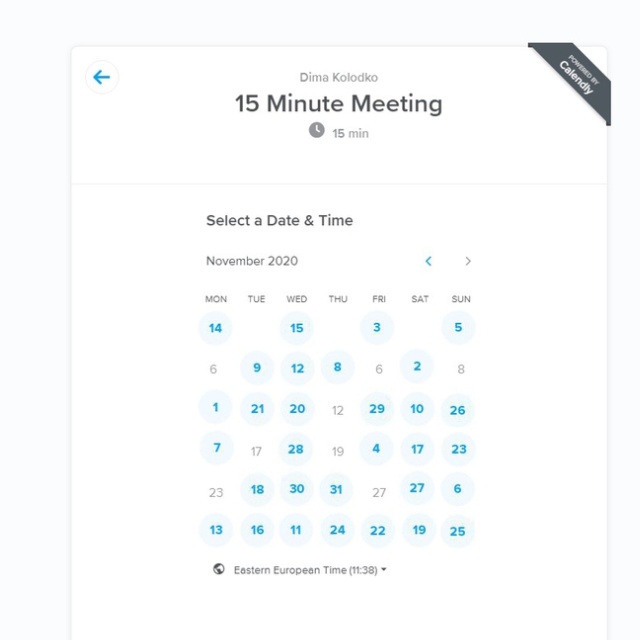 POWERED BY
Calendly
Dima Kolodko
15 Minute Meeting
15 min
Select a Date & Time
November 2020
MON TUE WED THU FRI SAT SUN
14 15 3 5
6 9 12 8 6 2 8
1 21 20 12 29 10 26
7 17 28 19 4 17 23
23 18 30 31 27 27 6
13 16 11 24 22 19 25
Eastern European Time (11:38)